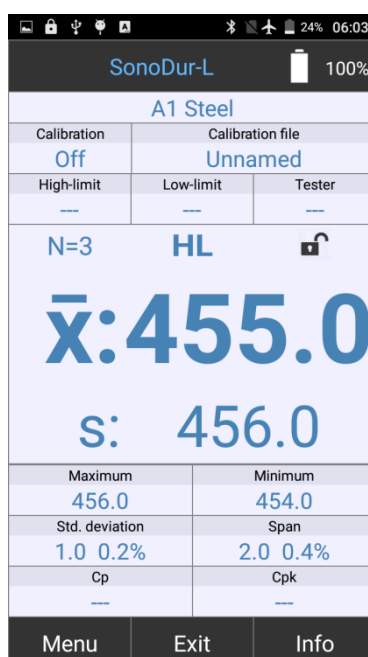 24% 06:03
SonoDur-L 100%
A1 Steel
Calibration Calibration file
Off Unnamed
High-limit Low-limit Tester
--- --- ---
N=3 HL
x̄:455.0
s: 456.0
Maximum Minimum
456.0 454.0
Std. deviation Span
1.0 0.2% 2.0 0.4%
Cp Cpk
--- ---
Menu Exit Info